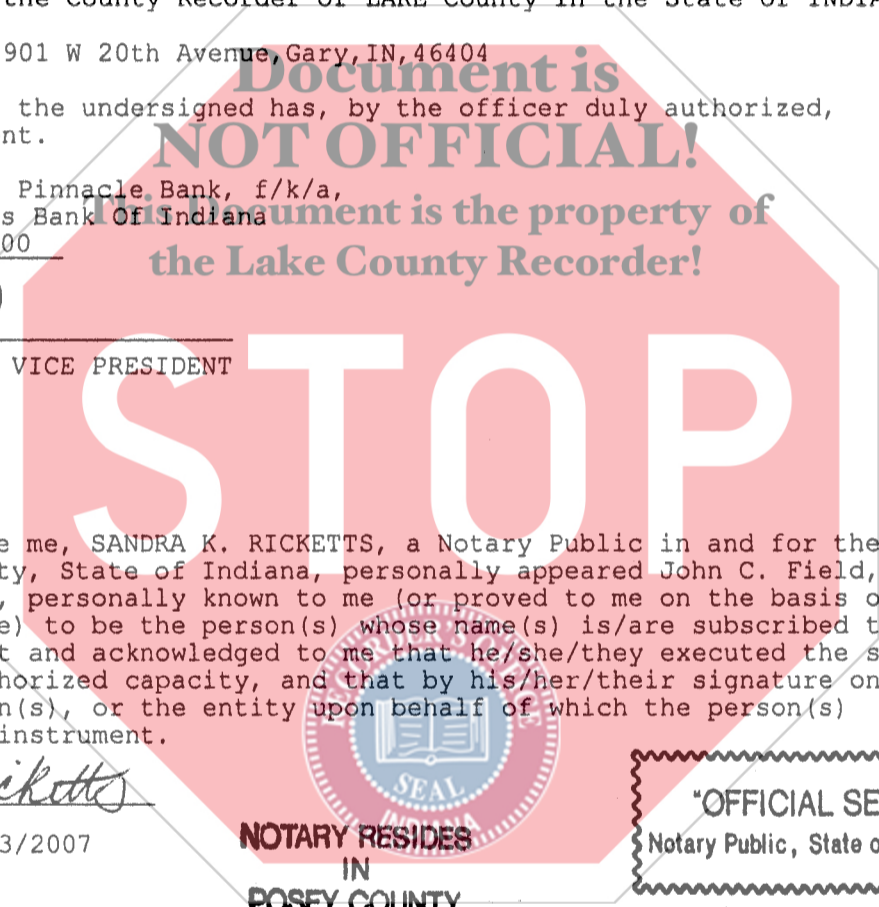 the County Recorder of LAKE County in the State of INDIA
901 W 20th Avenue,Gary,IN,46404
Document is
the undersigned has, by the officer duly authorized,
nt.
NOT OFFICIAL!
Pinnacle Bank, f/k/a,
s Bank Of Indiana
This Document is the property of
00
the Lake County Recorder!
VICE PRESIDENT
STOP
e me, SANDRA K. RICKETTS, a Notary Public in and for the
ty, State of Indiana, personally appeared John C. Field,
, personally known to me (or proved to me on the basis o
e) to be the person(s) whose name(s) is/are subscribed t
t and acknowledged to me that he/she/they executed the s
horized capacity, and that by his/her/their signature on
n(s), or the entity upon behalf of which the person(s)
instrument.
RECORDER'S OFFICE
SEAL
INDIANA
icketts
3/2007
NOTARY RESIDES
IN
POSEY COUNTY
"OFFICIAL SE
Notary Public, State o